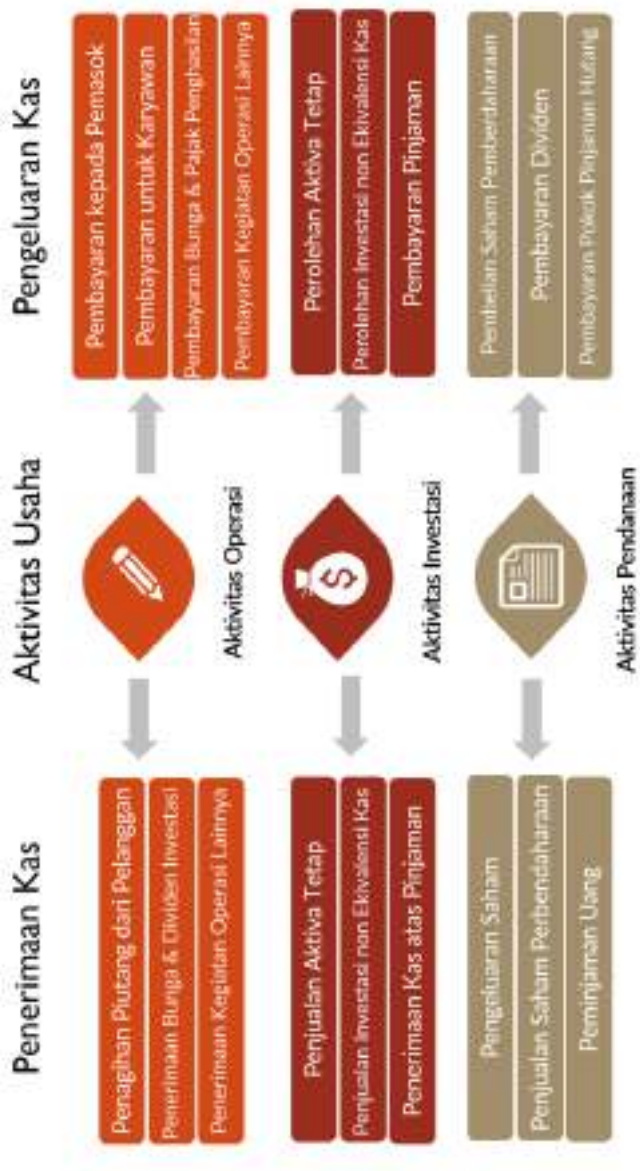 Penerimaan Kas
Aktivitas Usaha
Pengeluaran Kas
Penagihan Piutang dari Pelanggan
Penerimaan Bunga & Dividen Investasi
Penerimaan Kegiatan Operasi Lainnya
Aktivitas Operasi
Pembayaran kepada Pemasok
Pembayaran untuk Karyawan
Pembayaran Bunga & Pajak Penghasilan
Pembayaran Kegiatan Operasi Lainnya
Penjualan Aktiva Tetap
Penjualan Investasi non Ekivalensi Kas
Penerimaan Kas atas Pinjaman
$
Aktivitas Investasi
Perolehan Aktiva Tetap
Perolehan Investasi non Ekivalensi Kas
Pembayaran Pinjaman
Pengeluaran Saham
Penjualan Saham Perbendaharaan
Peminjaman Uang
Aktivitas Pendanaan
Pembelian Saham Pemberdaharaan
Pembayaran Dividen
Pembayaran Pokok Pinjaman Hutang